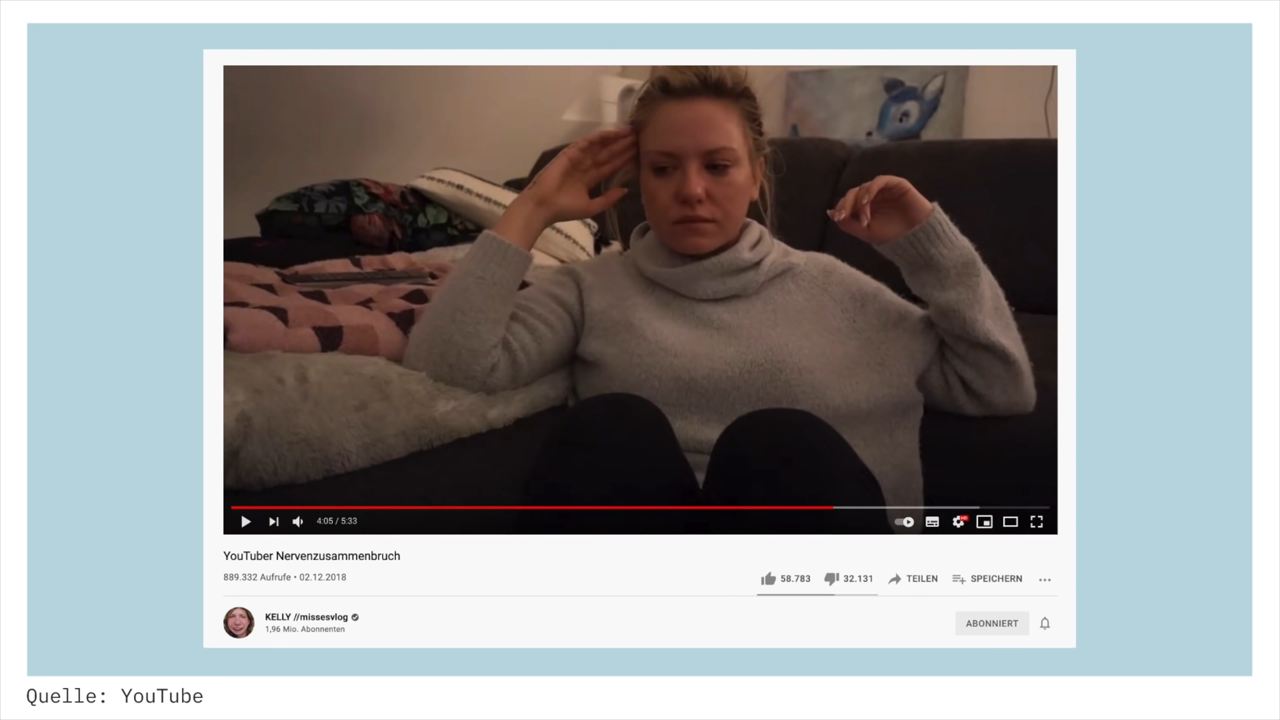 4:05 / 5:33
YouTuber Nervenzusammenbruch
889.332 Aufrufe • 02.12.2018
58.783 32.131 TEILEN SPEICHERN
KELLY //missesvlog
1,96 Mio. Abonnenten
ABONNIERT
Quelle: YouTube